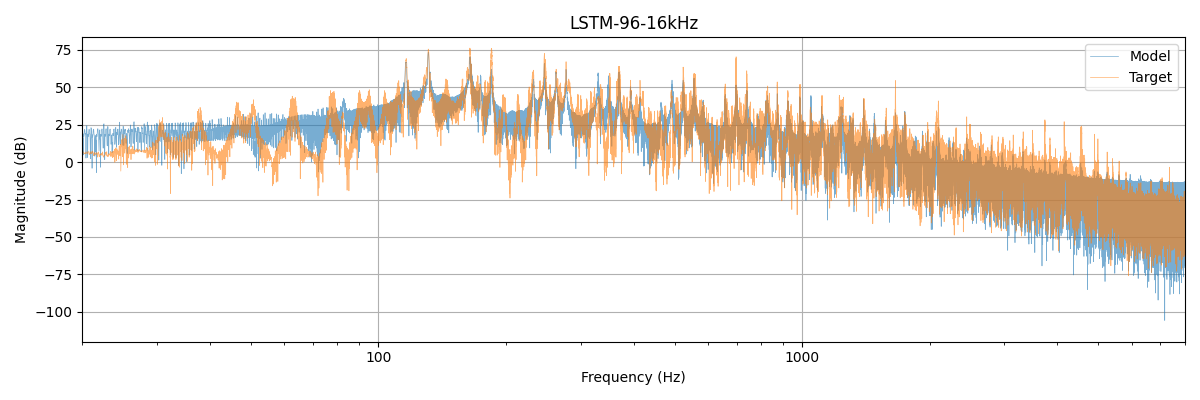 LSTM-96-16kHz
Magnitude (dB)
75
50
25
0
−25
−50
−75
−100
Model
Target
100
1000
Frequency (Hz)